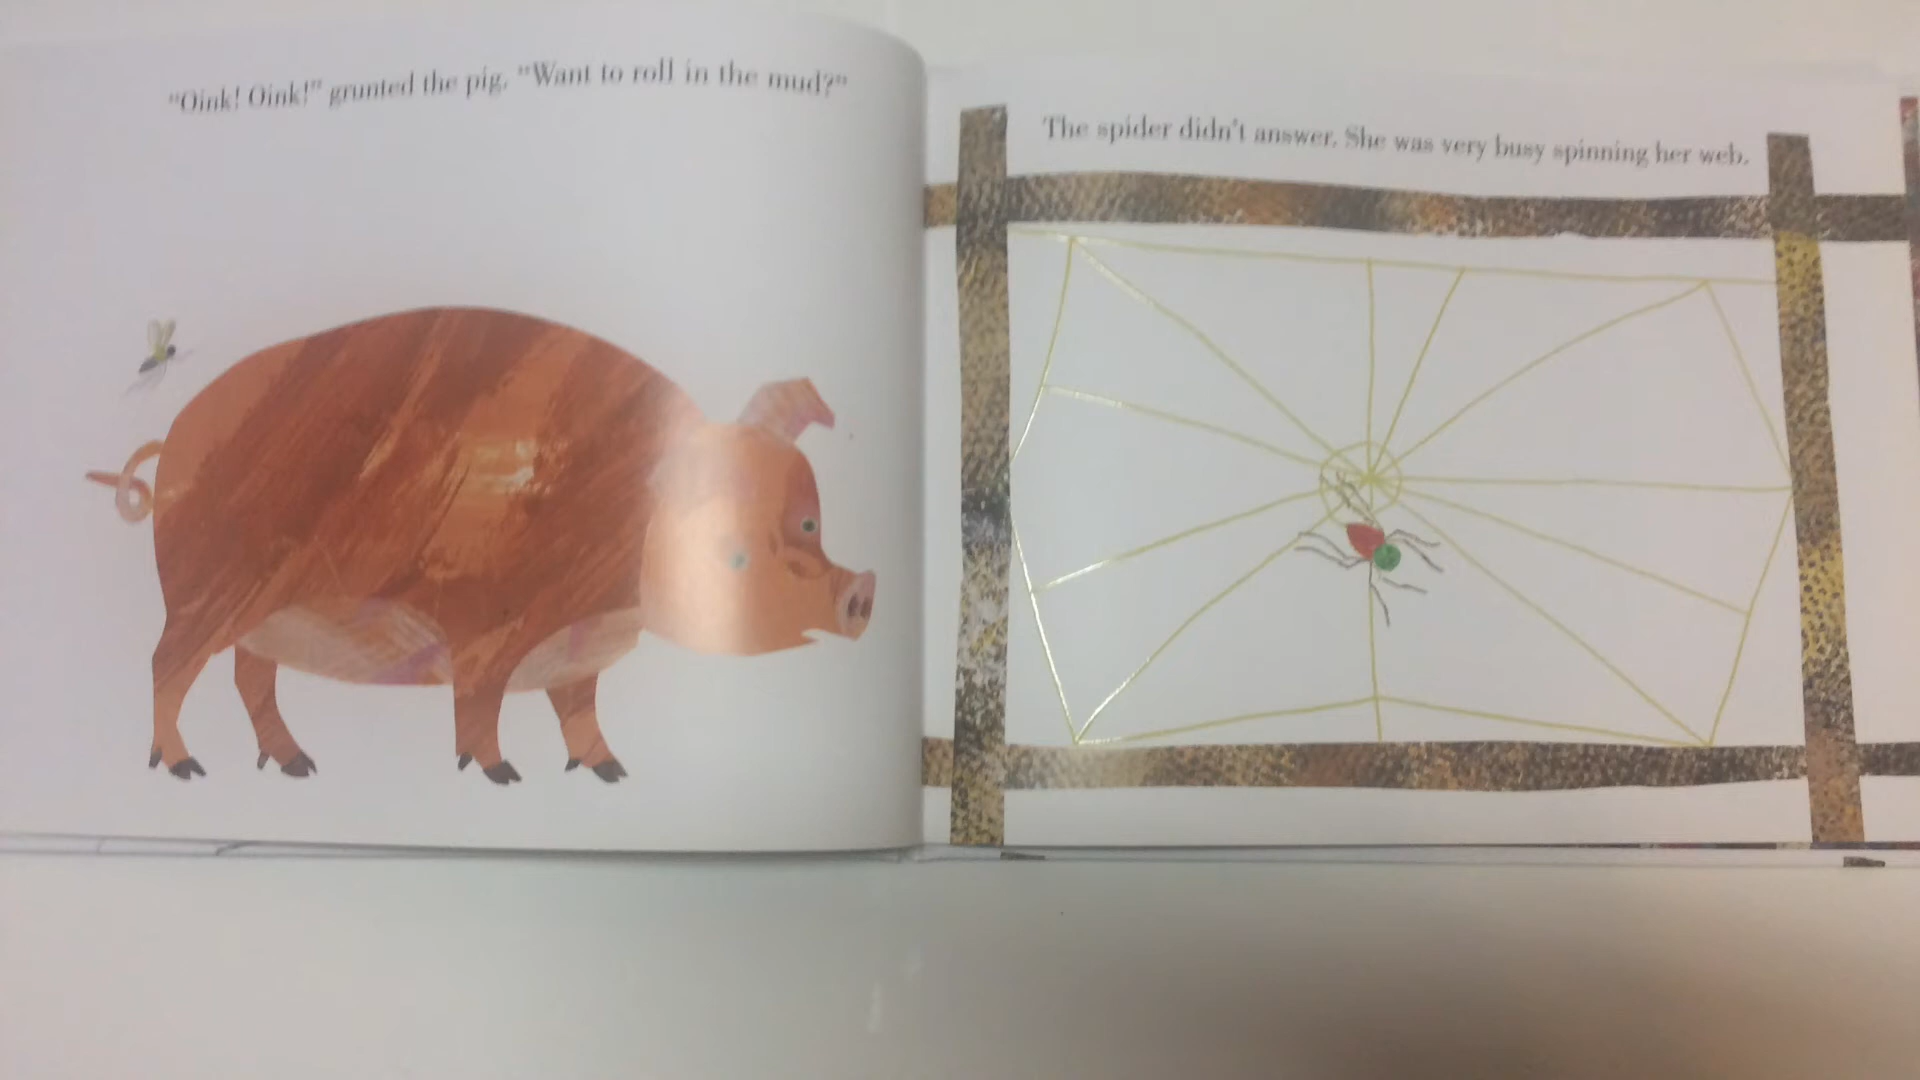 "Oink! Oink!" grunted the pig. "Want to roll in the mud?"
The spider didn't answer. She was very busy spinning her web.